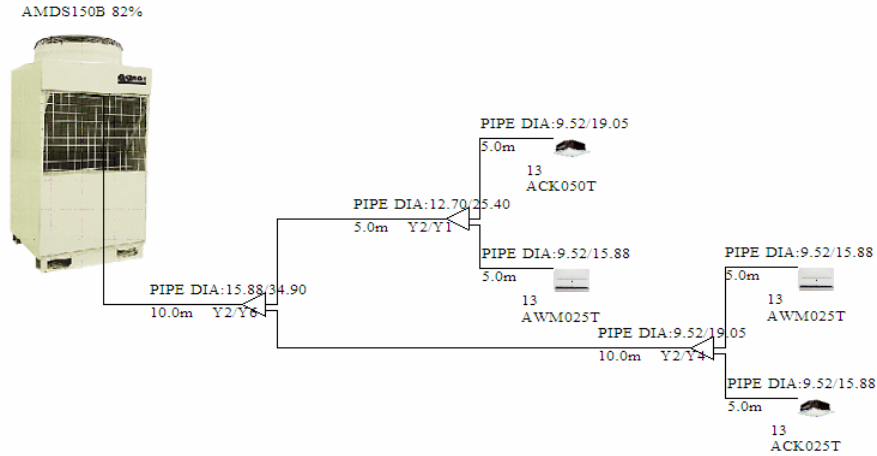 AMDS150B 82%
PIPE DIA:9.52/19.05
5.0m
13
ACK050T
PIPE DIA:12.70/25.40
5.0m Y2/Y1
PIPE DIA:9.52/15.88
5.0m
13
AWM025T
PIPE DIA:9.52/15.88
5.0m
13
AWM025T
PIPE DIA:15.88/34.90
10.0m Y2/Y6
PIPE DIA:9.52/19.05
10.0m Y2/Y4
PIPE DIA:9.52/15.88
5.0m
13
ACK025T